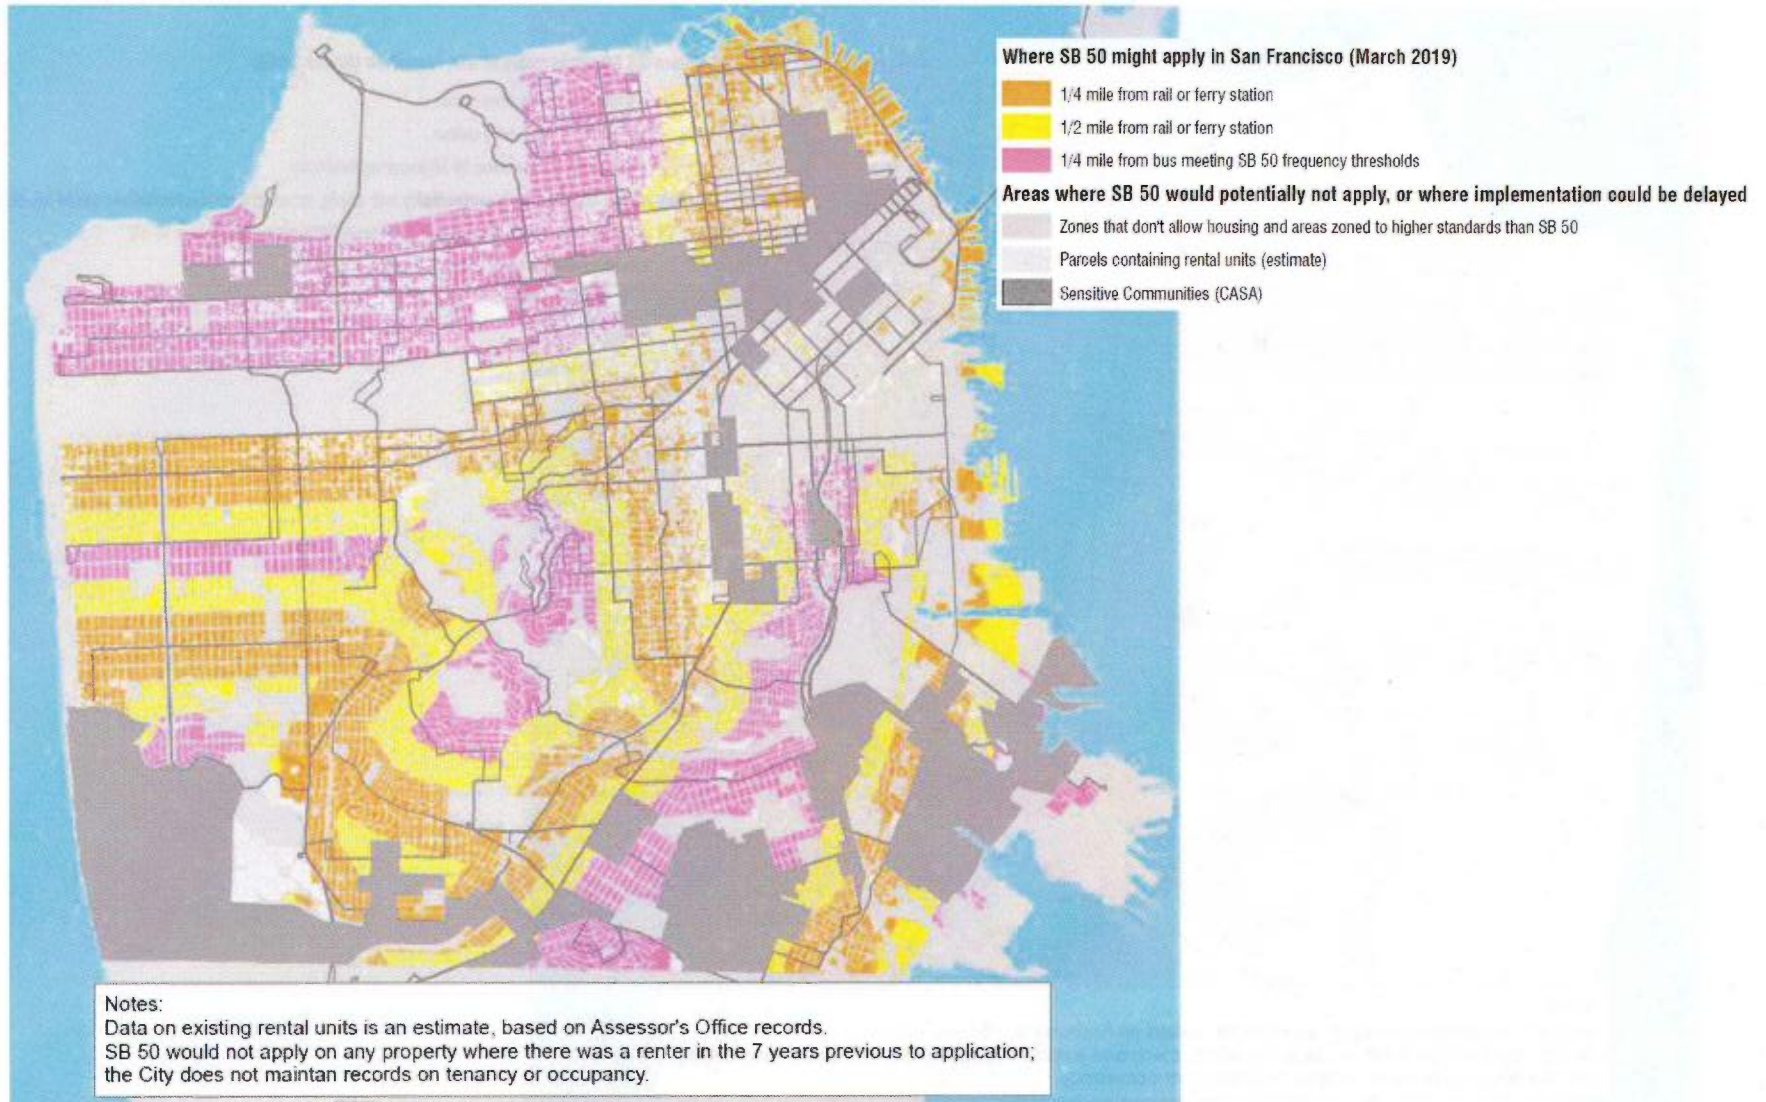 Where SB 50 might apply in San Francisco (March 2019)
1/4 mile from rail or ferry station
1/2 mile from rail or ferry station
1/4 mile from bus meeting SB 50 frequency thresholds
Areas where SB 50 would potentially not apply, or where implementation could be delayed
Zones that don't allow housing and areas zoned to higher standards than SB 50
Parcels containing rental units (estimate)
Sensitive Communities (CASA)
Notes:
Data on existing rental units is an estimate, based on Assessor's Office records.
SB 50 would not apply on any property where there was a renter in the 7 years previous to application;
the City does not maintan records on tenancy or occupancy.